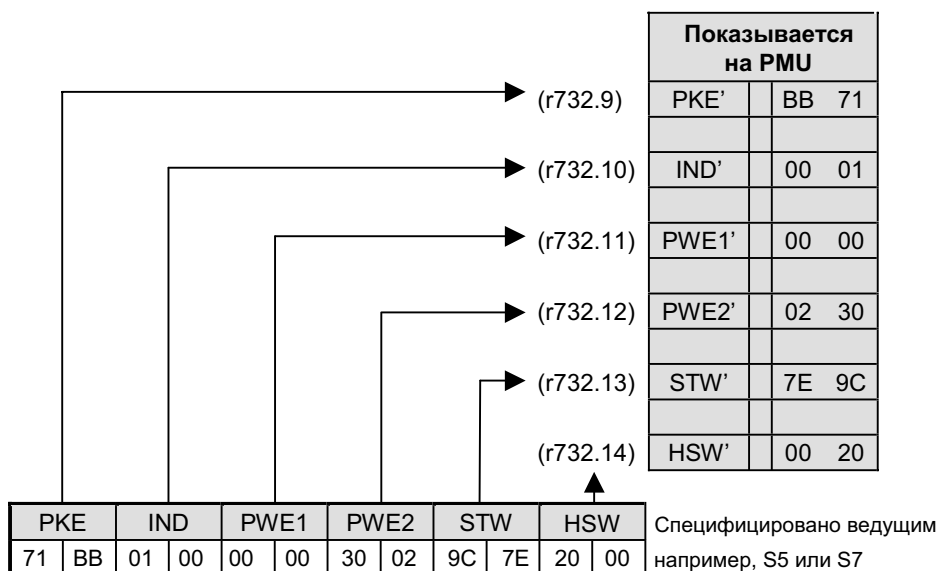 Показывается
на PMU
(r732.9) PKE’ BB 71
(r732.10) IND’ 00 01
(r732.11) PWE1’ 00 00
(r732.12) PWE2’ 02 30
(r732.13) STW’ 7E 9C
(r732.14) HSW’ 00 20
PKE IND PWE1 PWE2 STW HSW Специфицировано ведущим
71 BB 01 00 00 00 30 02 9C 7E 20 00 например, S5 или S7